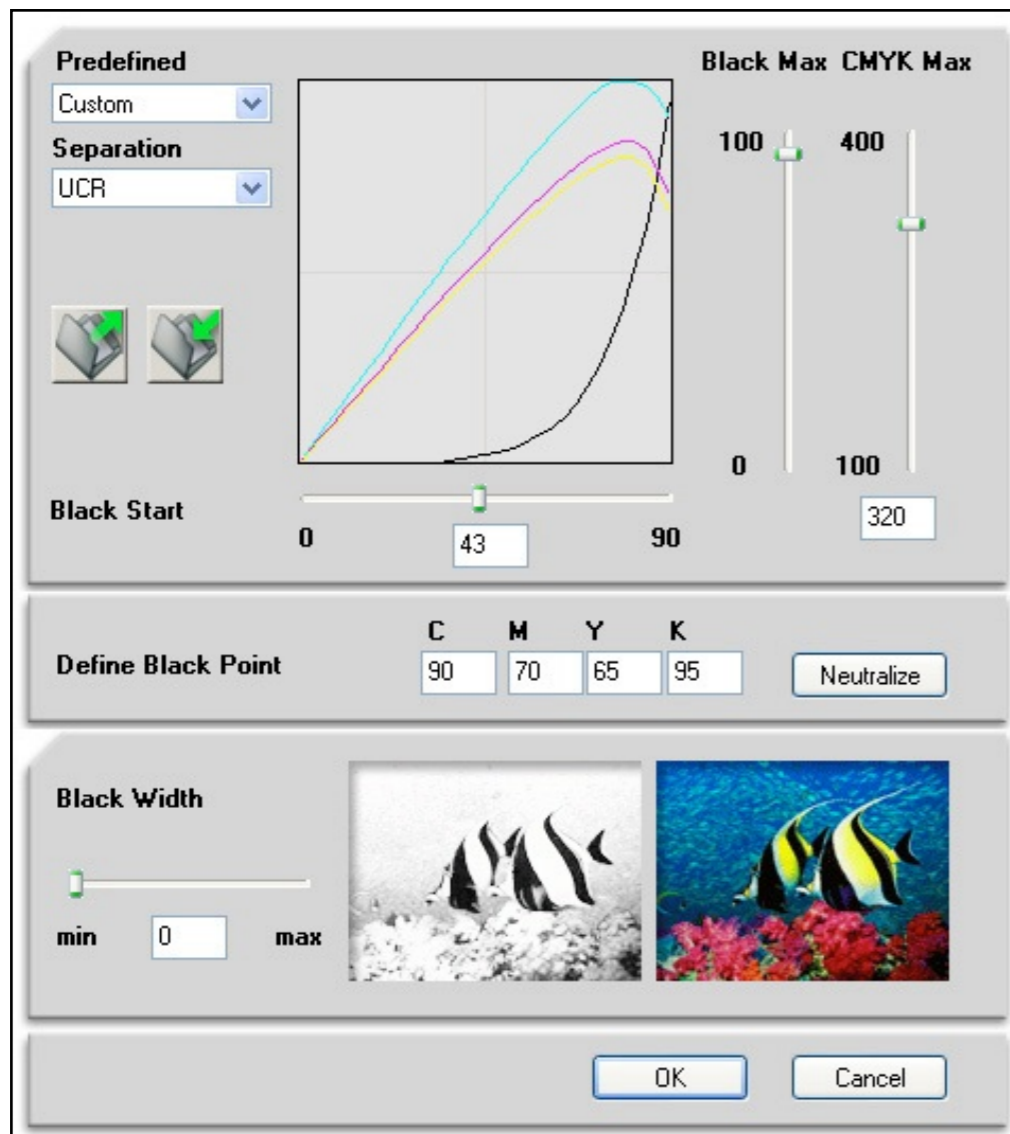 Predefined
Custom
Separation
UCR
Black Max CMYK Max
100 400
0 100
320
Black Start
0 43 90
C M Y K
Define Black Point 90 70 65 95 Neutralize
Black Width
min 0 max
OK Cancel